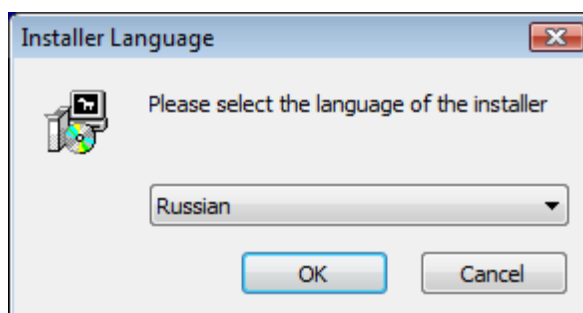 Installer Language
Please select the language of the installer
Russian
OK
Cancel